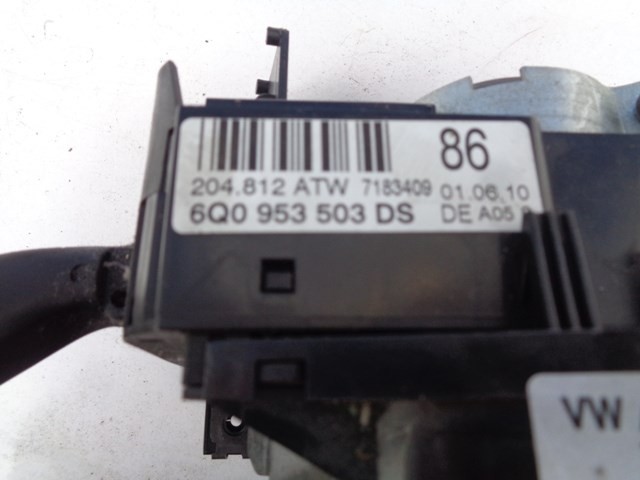 86
204.812 ATW 7183409 01.06.10
6Q0 953 503 DS DE A05
VW